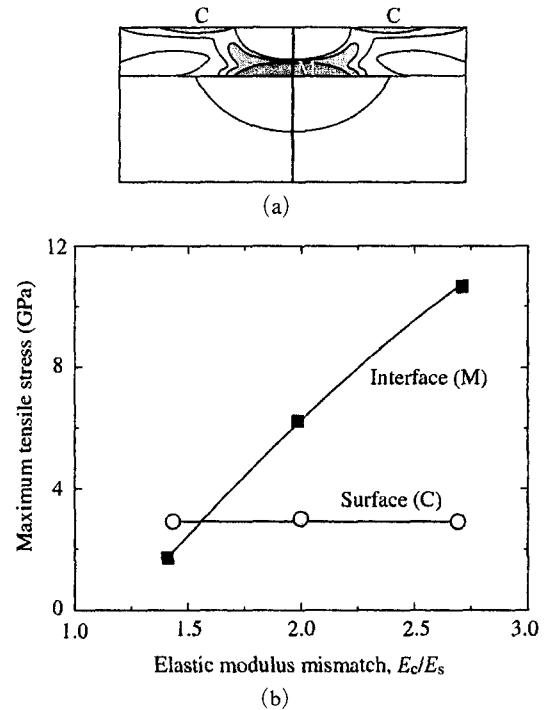 C C
M
(a)
12
8
4
0
Maximum tensile stress (GPa)
Interface (M)
Surface (C)
1.0 1.5 2.0 2.5 3.0
Elastic modulus mismatch, Ec/Es
(b)